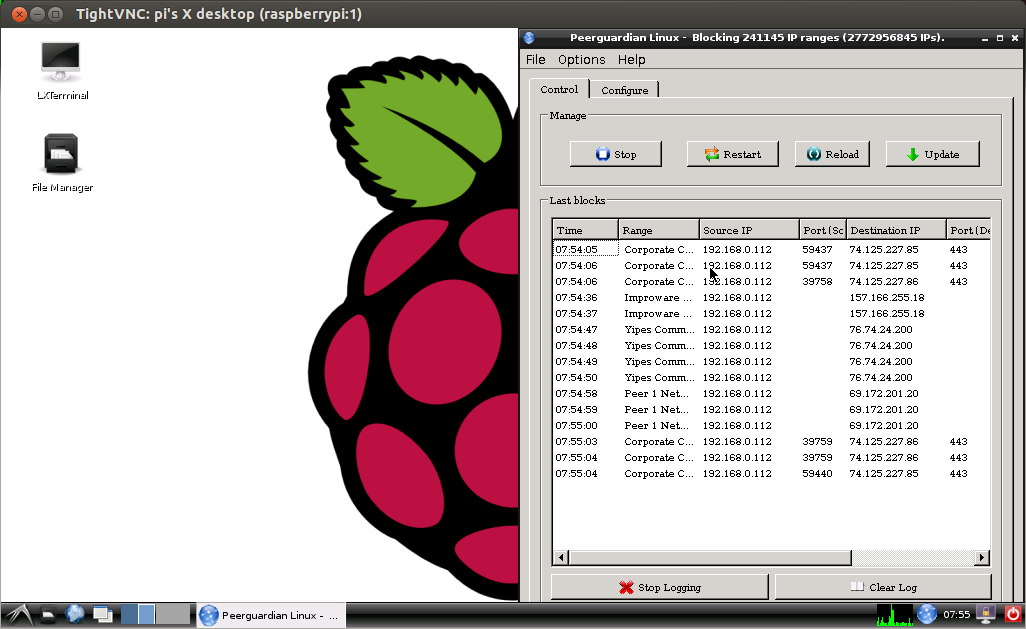 TightVNC: pi's X desktop (raspberrypi:1)
LXTerminal
File Manager
Peerguardian Linux - Blocking 241145 IP ranges (2772956845 IPs).
File Options Help
Control Configure
Manage
Stop Restart Reload Update
Last blocks
Time Range Source IP Port (Sc Destination IP Port (De
07:54:05 Corporate C... 192.168.0.112 59437 74.125.227.85 443
07:54:06 Corporate C... 192.168.0.112 59437 74.125.227.85 443
07:54:06 Corporate C... 192.168.0.112 39758 74.125.227.86 443
07:54:36 Improware ... 192.168.0.112 157.166.255.18
07:54:37 Improware ... 192.168.0.112 157.166.255.18
07:54:47 Yipes Comm... 192.168.0.112 76.74.24.200
07:54:48 Yipes Comm... 192.168.0.112 76.74.24.200
07:54:49 Yipes Comm... 192.168.0.112 76.74.24.200
07:54:50 Yipes Comm... 192.168.0.112 76.74.24.200
07:54:58 Peer 1 Net... 192.168.0.112 69.172.201.20
07:54:59 Peer 1 Net... 192.168.0.112 69.172.201.20
07:55:00 Peer 1 Net... 192.168.0.112 69.172.201.20
07:55:03 Corporate C... 192.168.0.112 39759 74.125.227.86 443
07:55:04 Corporate C... 192.168.0.112 39759 74.125.227.86 443
07:55:04 Corporate C... 192.168.0.112 59440 74.125.227.85 443
Stop Logging Clear Log
Peerguardian Linux - ... 07:55